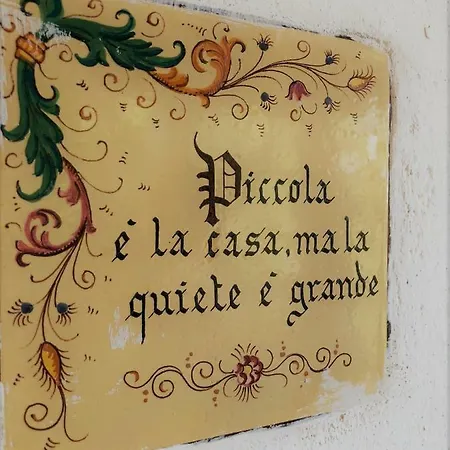 Piccola
é la casa, ma la
quiete é grande